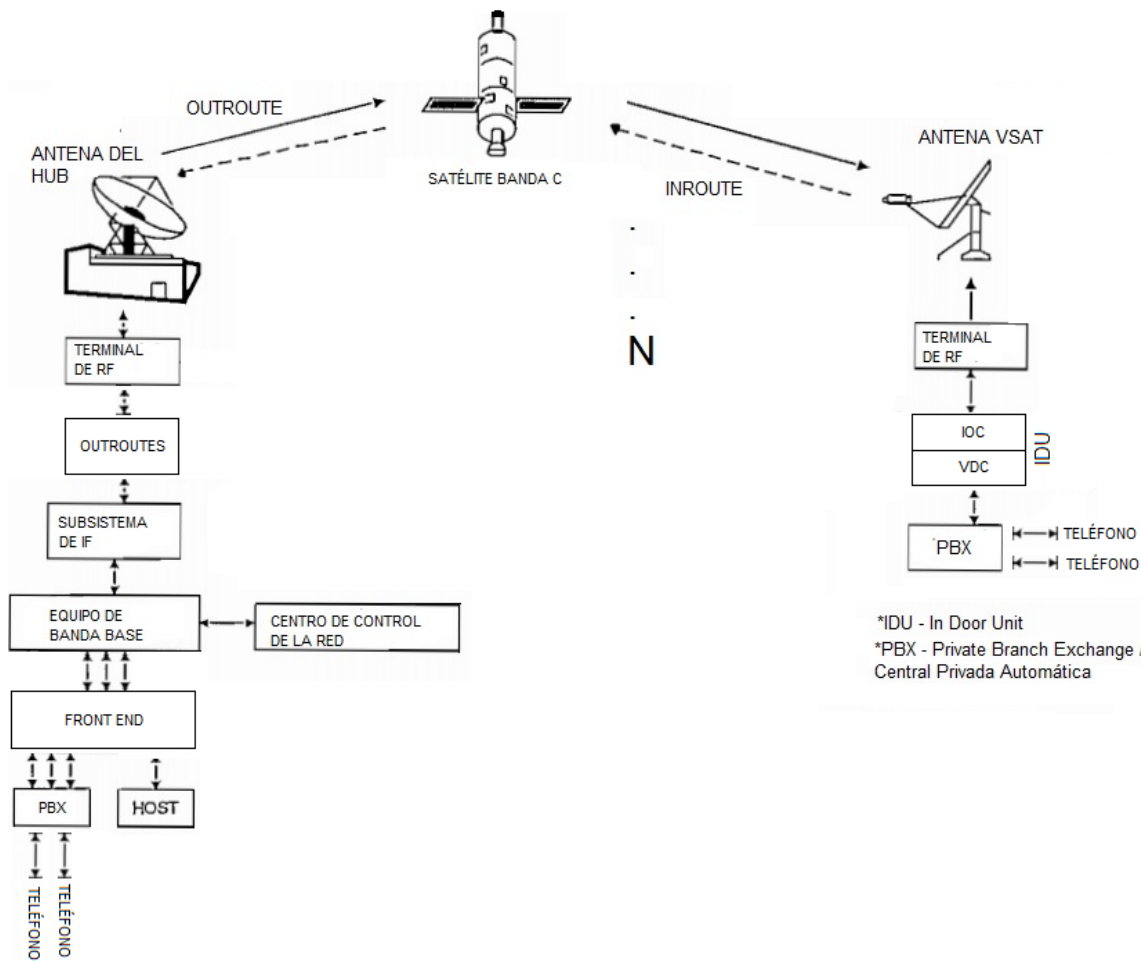 OUTROUTE
ANTENA DEL
HUB
SATÉLITE BANDA C
ANTENA VSAT
INROUTE
N
TERMINAL
DE RF
OUTROUTES
SUBSISTEMA
DE IF
EQUIPO DE
BANDA BASE
CENTRO DE CONTROL
DE LA RED
FRONT END
PBX
HOST
TELÉFONO
TELÉFONO
TERMINAL
DE RF
IOC
VDC
IDU
PBX
TELÉFONO
TELÉFONO
*IDU - In Door Unit
*PBX - Private Branch Exchange /
Central Privada Automática